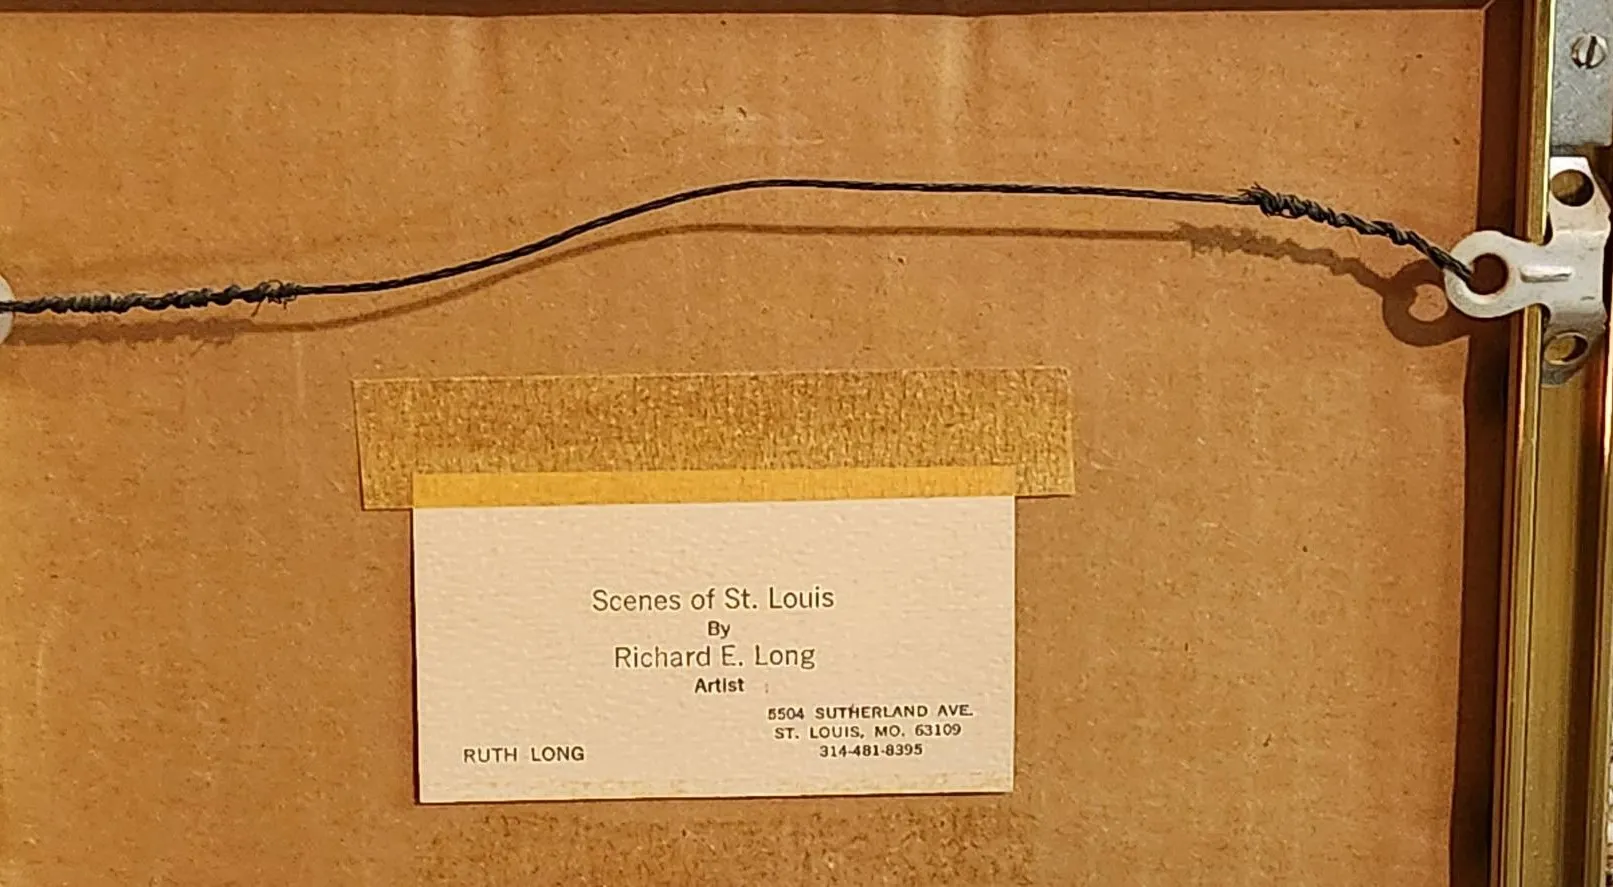 Scenes of St. Louis
By
Richard E. Long
Artist
5504 SUTHERLAND AVE.
ST. LOUIS, MO. 63109
314-481-8395
RUTH LONG